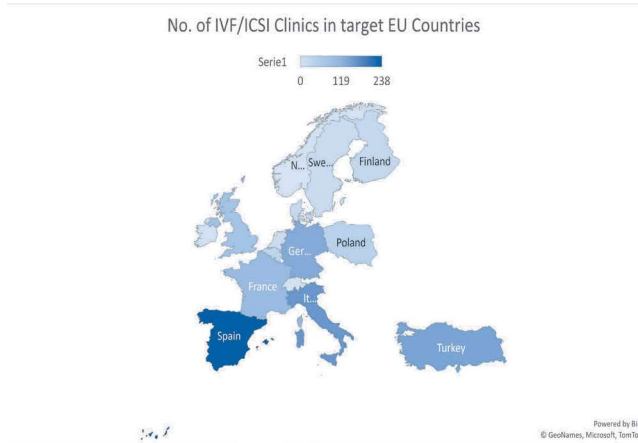 No. of IVF/ICSI Clinics in target EU Countries
Serie1
0 119 238
N... Swe... Finland
Poland
Ger...
France
It...
Spain
Turkey
Powered by Bi
© GeoNames, Microsoft, TomTo